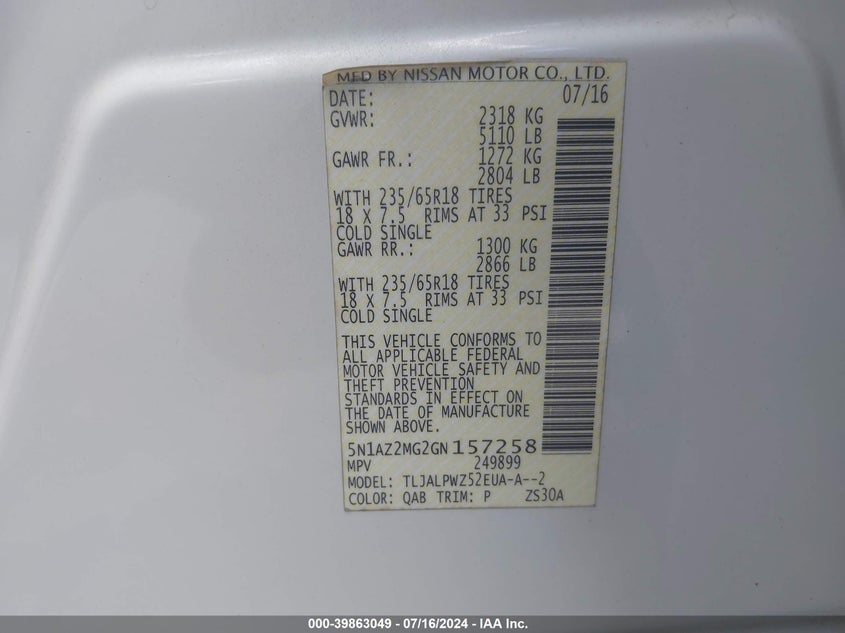 MFD BY NISSAN MOTOR CO., LTD.
DATE: 07/16
GVWR: 2318 KG
5110 LB
GAWR FR.: 1272 KG
2804 LB
WITH 235/65R18 TIRES
18 X 7.5 RIMS AT 33 PSI
COLD SINGLE
GAWR RR.: 1300 KG
2866 LB
WITH 235/65R18 TIRES
18 X 7.5 RIMS AT 33 PSI
COLD SINGLE
THIS VEHICLE CONFORMS TO
ALL APPLICABLE FEDERAL
MOTOR VEHICLE SAFETY AND
THEFT PREVENTION
STANDARDS IN EFFECT ON
THE DATE OF MANUFACTURE
SHOWN ABOVE.
5N1AZ2MG2GN157258
MPV 249899
MODEL: TLJALPWZ52EUA-A--2
COLOR: QAB TRIM: P ZS30A
000-39863049 - 07/16/2024 - IAA Inc.